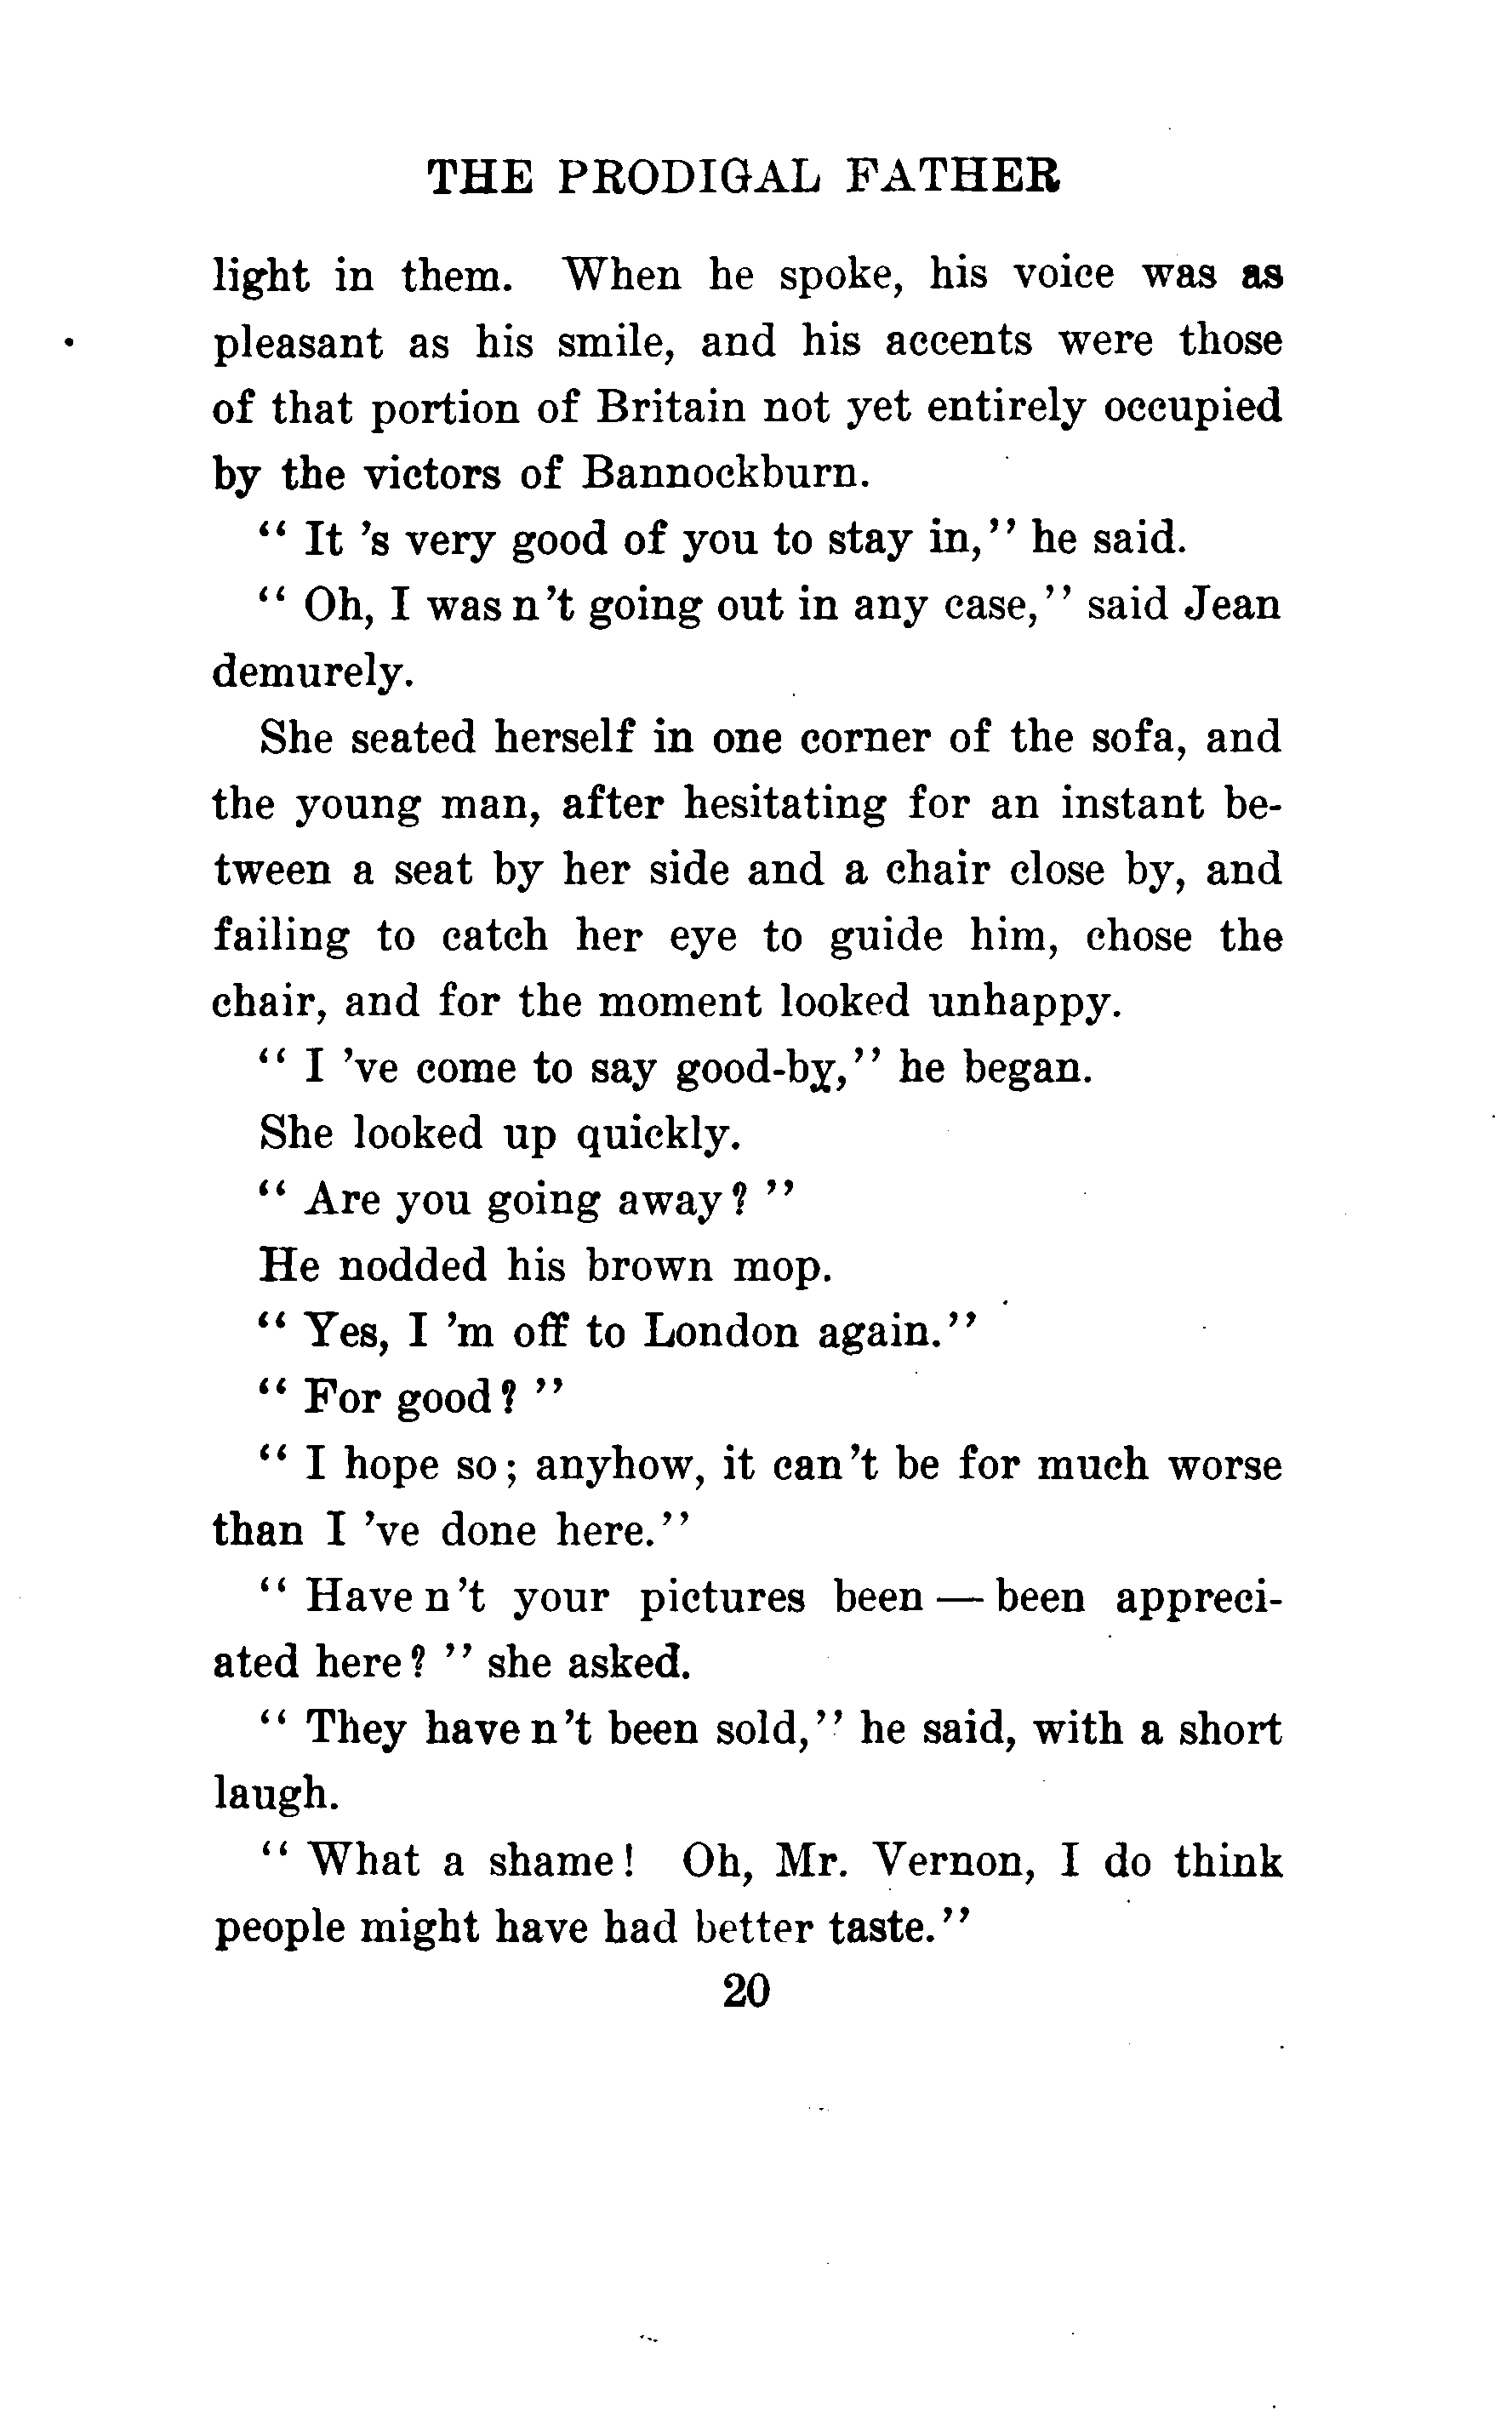 THE PRODIGAL FATHER
light in them. When he spoke, his voice was as
pleasant as his smile, and his accents were those
of that portion of Britain not yet entirely occupied
by the victors of Bannockburn.
“ It 's very good of you to stay in,” he said.
“ Oh, I was n't going out in any case,” said Jean
demurely.
She seated herself in one corner of the sofa, and
the young man, after hesitating for an instant be-
tween a seat by her side and a chair close by, and
failing to catch her eye to guide him, chose the
chair, and for the moment looked unhappy.
“ I 've come to say good-by,” he began.
She looked up quickly.
“ Are you going away? ”
He nodded his brown mop.
“ Yes, I 'm off to London again.”
“ For good? ”
“ I hope so; anyhow, it can't be for much worse
than I 've done here.”
“ Have n't your pictures been — been appreci-
ated here? ” she asked.
“ They have n't been sold,” he said, with a short
laugh.
“ What a shame! Oh, Mr. Vernon, I do think
people might have had better taste.”
20